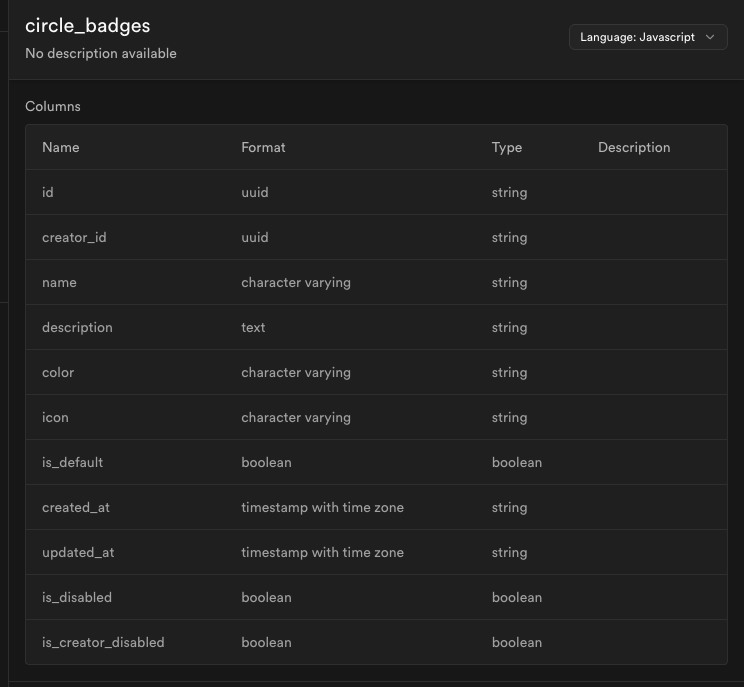 circle_badges
No description available
Language: Javascript
Columns
Name Format Type Description
id uuid string
creator_id uuid string
name character varying string
description text string
color character varying string
icon character varying string
is_default boolean boolean
created_at timestamp with time zone string
updated_at timestamp with time zone string
is_disabled boolean boolean
is_creator_disabled boolean boolean